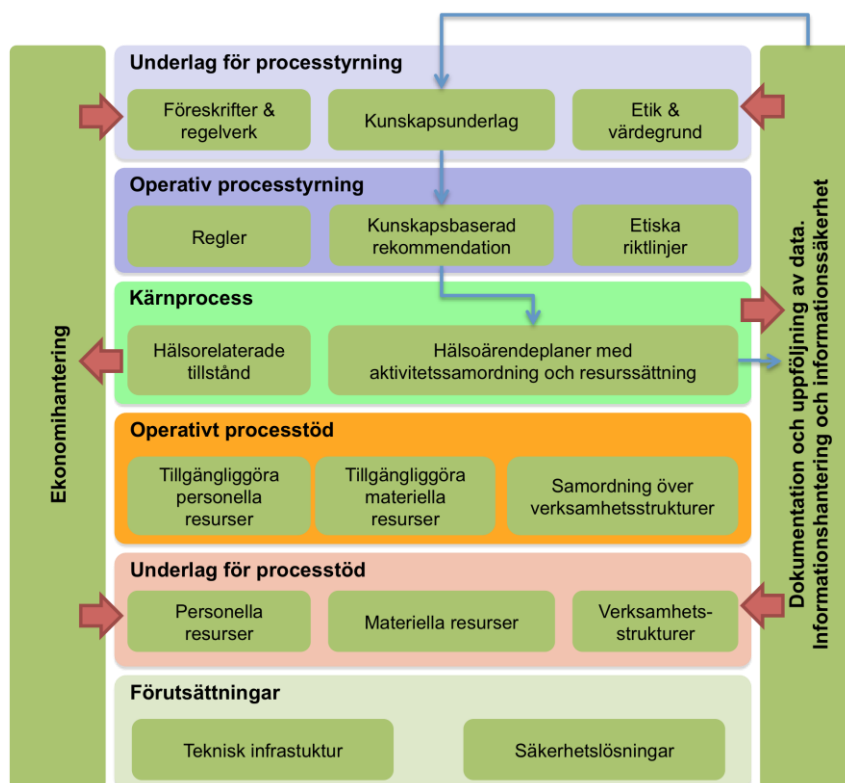 Underlag för processtyrning
Föreskrifter &
regelverk
Kunskapsunderlag
Etik &
värdegrund
Operativ processtyrning
Regler
Kunskapsbaserad
rekommendation
Etiska
riktlinjer
Kärnprocess
Hälsorelaterade
tillstånd
Hälsoärendeplaner med
aktivitetssamordning och resurssättning
Operativt processtöd
Tillgängliggöra
personella
resurser
Tillgängliggöra
materiella
resurser
Samordning över
verksamhetsstrukturer
Underlag för processtöd
Personella
resurser
Materiella resurser
Verksamhets-
strukturer
Förutsättningar
Teknisk infrastuktur
Säkerhetslösningar
Ekonomihantering
Dokumentation och uppföljning av data.
Informationshantering och informationssäkerhet